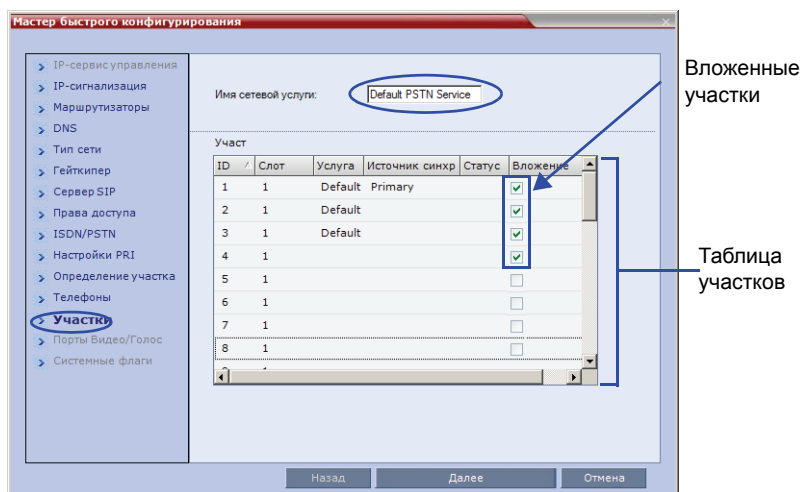 Мастер быстрого конфигурирования
IP-сервис управления
IP-сигнализация
Маршрутизаторы
DNS
Тип сети
Гейткипер
Сервер SIP
Права доступа
ISDN/PSTN
Настройки PRI
Определение участка
Телефоны
Участки
Порты Видео/Голос
Системные флаги
Имя сетевой услуги: Default PSTN Service
Участ
ID Слот Услуга Источник синхр Статус Вложение
1 1 Default Primary
2 1 Default
3 1 Default
4 1
5 1
6 1
7 1
8 1
Назад Далее Отмена
Вложенные
участки
Таблица
участков